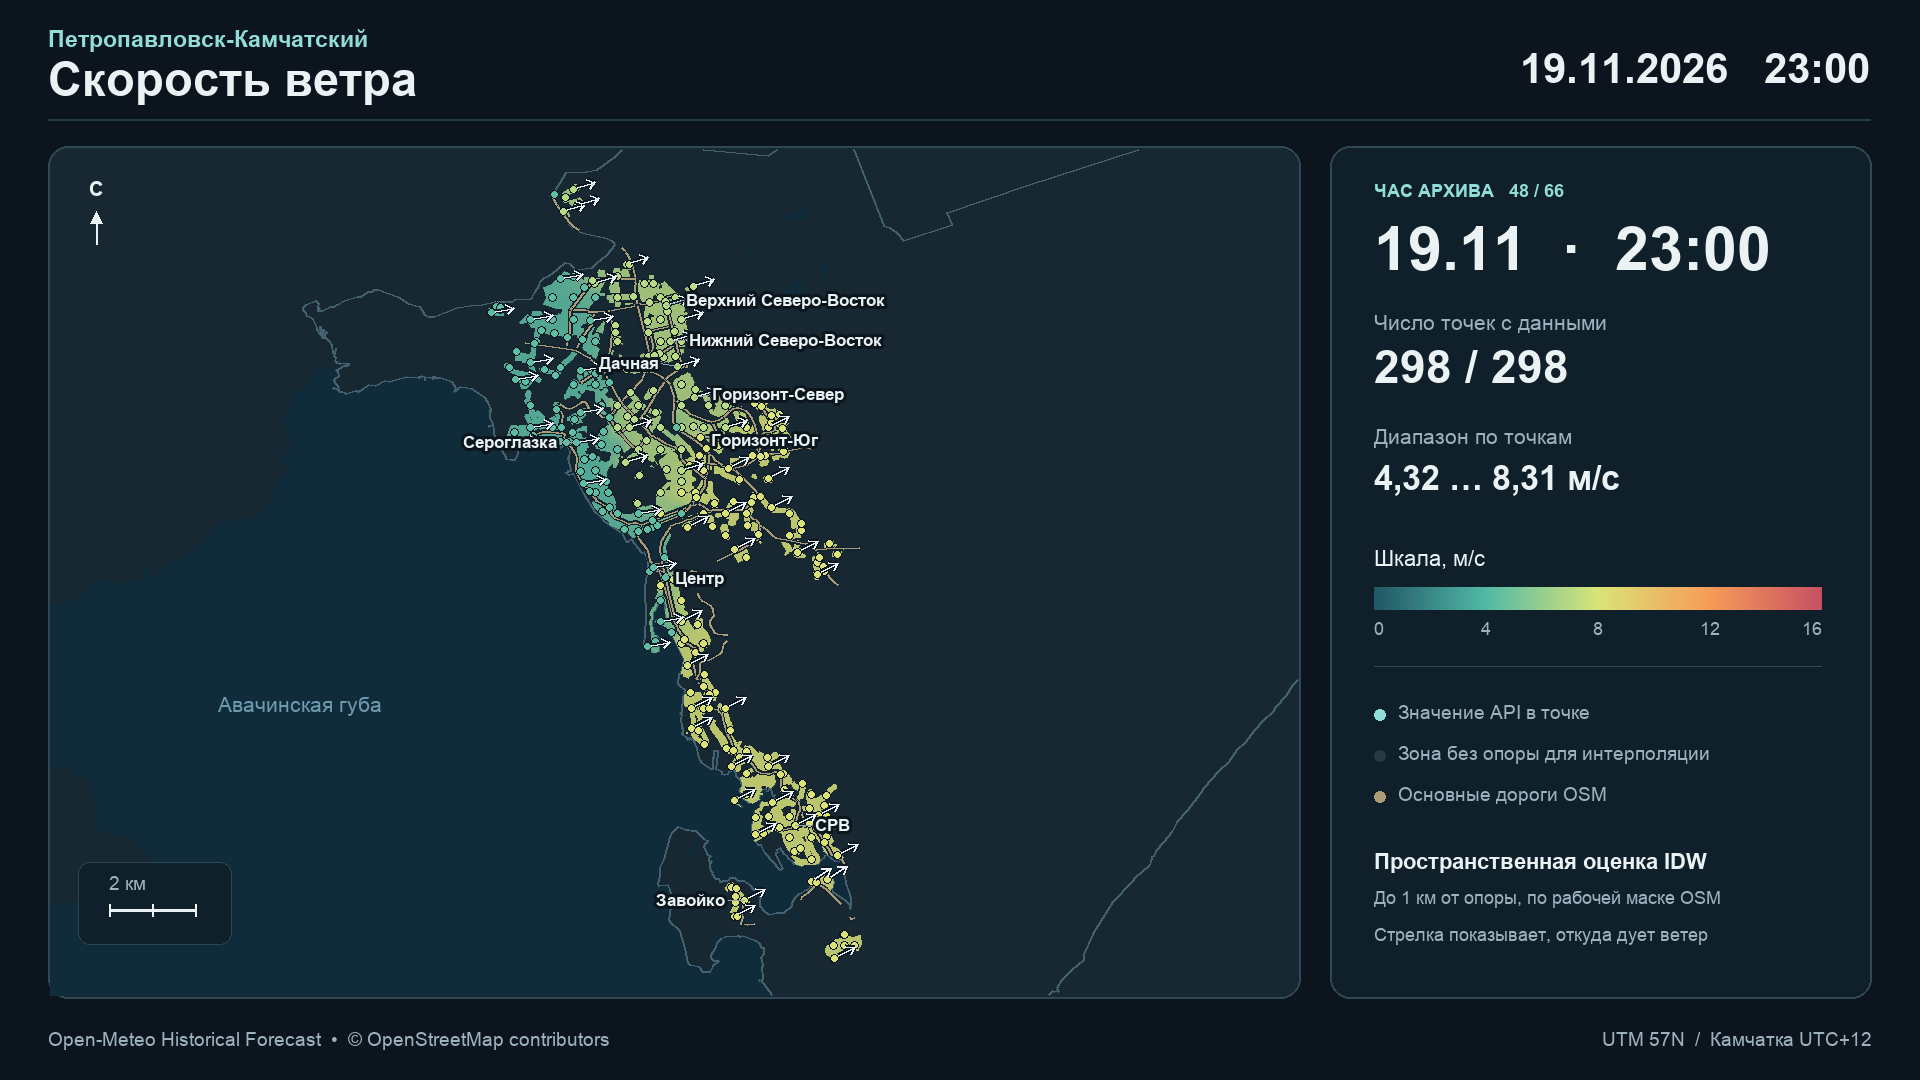 Петропавловск-Камчатский
Скорость ветра
19.11.2026 23:00
С
Верхний Северо-Восток
Нижний Северо-Восток
Дачная
Горизонт-Север
Горизонт-Юг
Сероглазка
Центр
Авачинская губа
СРВ
Завойко
2 км
ЧАС АРХИВА 48 / 66
19.11 · 23:00
Число точек с данными
298 / 298
Диапазон по точкам
4,32 … 8,31 м/с
Шкала, м/с
0 4 8 12 16
Значение API в точке
Зона без опоры для интерполяции
Основные дороги OSM
Пространственная оценка IDW
До 1 км от опоры, по рабочей маске OSM
Стрелка показывает, откуда дует ветер
Open-Meteo Historical Forecast • © OpenStreetMap contributors
UTM 57N / Камчатка UTC+12